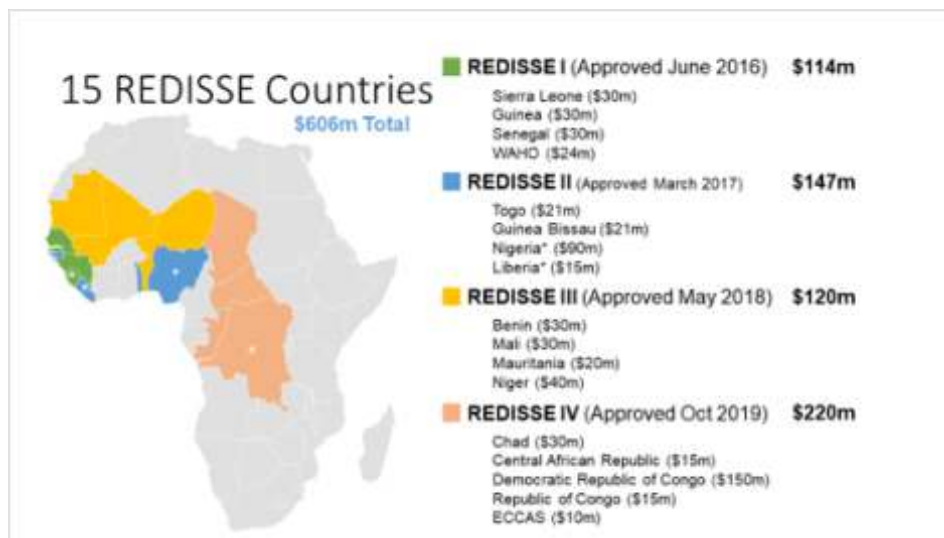 15 REDISSE Countries
$606m Total
REDISSE I (Approved June 2016) $114m
Sierra Leone ($30m)
Guinea ($30m)
Senegal ($30m)
WAHO ($24m)
REDISSE II (Approved March 2017) $147m
Togo ($21m)
Guinea Bissau ($21m)
Nigeria* ($90m)
Liberia* ($15m)
REDISSE III (Approved May 2018) $120m
Benin ($30m)
Mali ($30m)
Mauritania ($20m)
Niger ($40m)
REDISSE IV (Approved Oct 2019) $220m
Chad ($30m)
Central African Republic ($15m)
Democratic Republic of Congo ($150m)
Republic of Congo ($15m)
ECCAS ($10m)